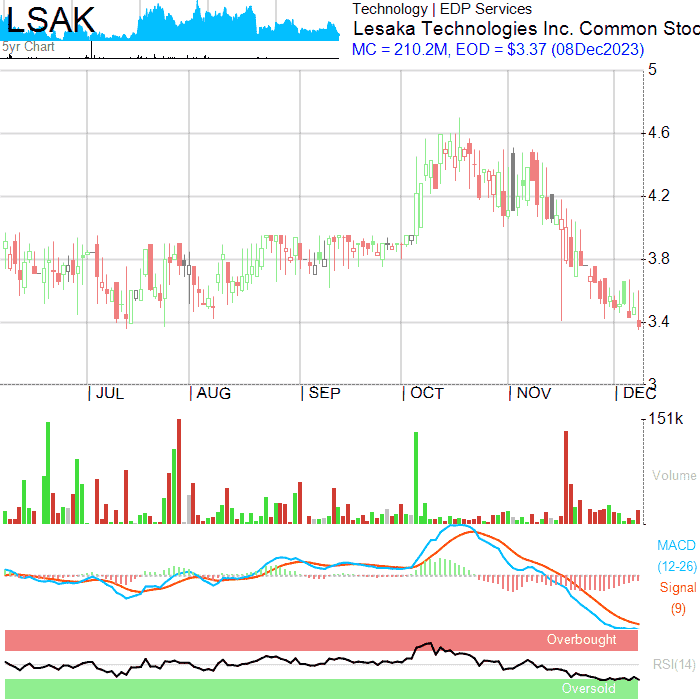 LSAK
5yr Chart
Technology | EDP Services
Lesaka Technologies Inc. Common Stoc
MC = 210.2M, EOD = $3.37 (08Dec2023)
5
4.6
4.2
3.8
3.4
3
JUL AUG SEP OCT NOV DEC
151k
Volume
MACD
(12-26)
Signal
(9)
Overbought
RSI(14)
Oversold